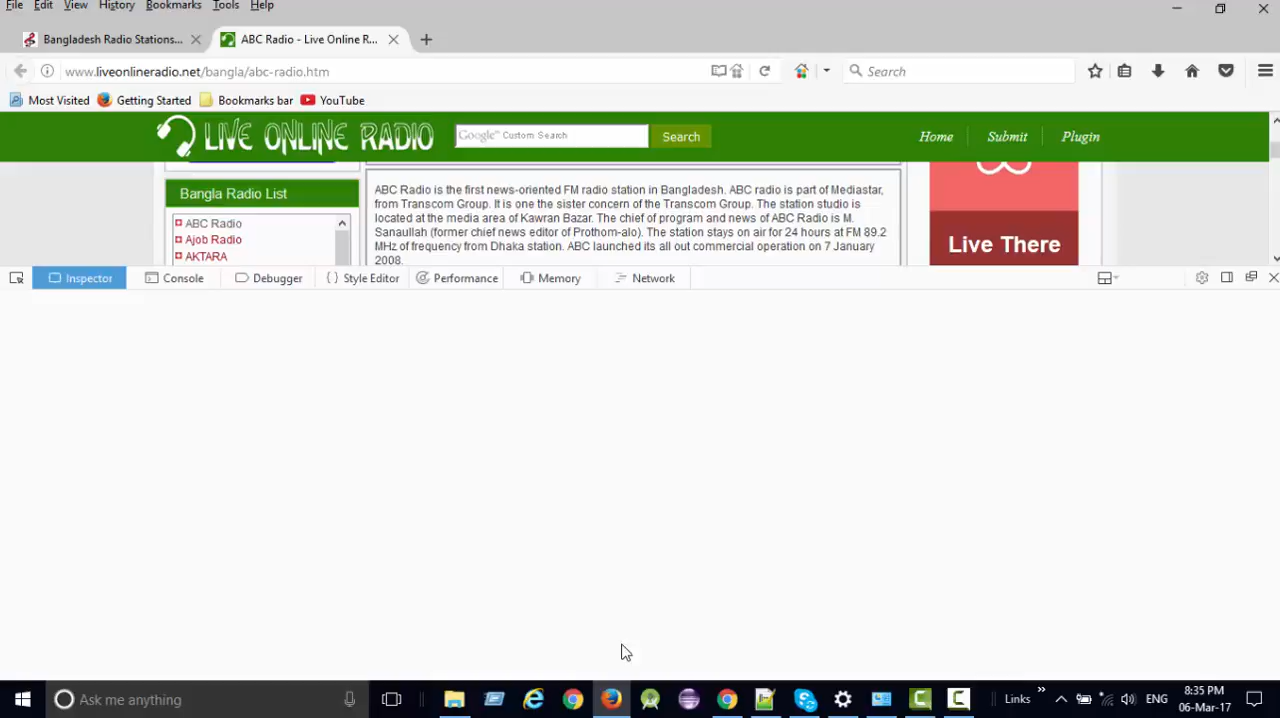 File Edit View History Bookmarks Tools Help
Bangladesh Radio Stations... ABC Radio - Live Online R...
www.liveonlineradio.net/bangla/abc-radio.htm Search
Most Visited Getting Started Bookmarks bar YouTube
LIVE ONLINE RADIO Google™ Custom Search Search Home Submit Plugin
Bangla Radio List
ABC Radio
Ajob Radio
AKTARA
ABC Radio is the first news-oriented FM radio station in Bangladesh. ABC radio is part of Mediastar,
from Transcom Group. It is one the sister concern of the Transcom Group. The station studio is
located at the media area of Kawran Bazar. The chief of program and news of ABC Radio is M.
Sanaullah (former chief news editor of Prothom-alo). The station stays on air for 24 hours at FM 89.2
MHz of frequency from Dhaka station. ABC launched its all out commercial operation on 7 January
2008.
Live There
Inspector Console Debugger Style Editor Performance Memory Network
Ask me anything Links ENG 8:35 PM
06-Mar-17